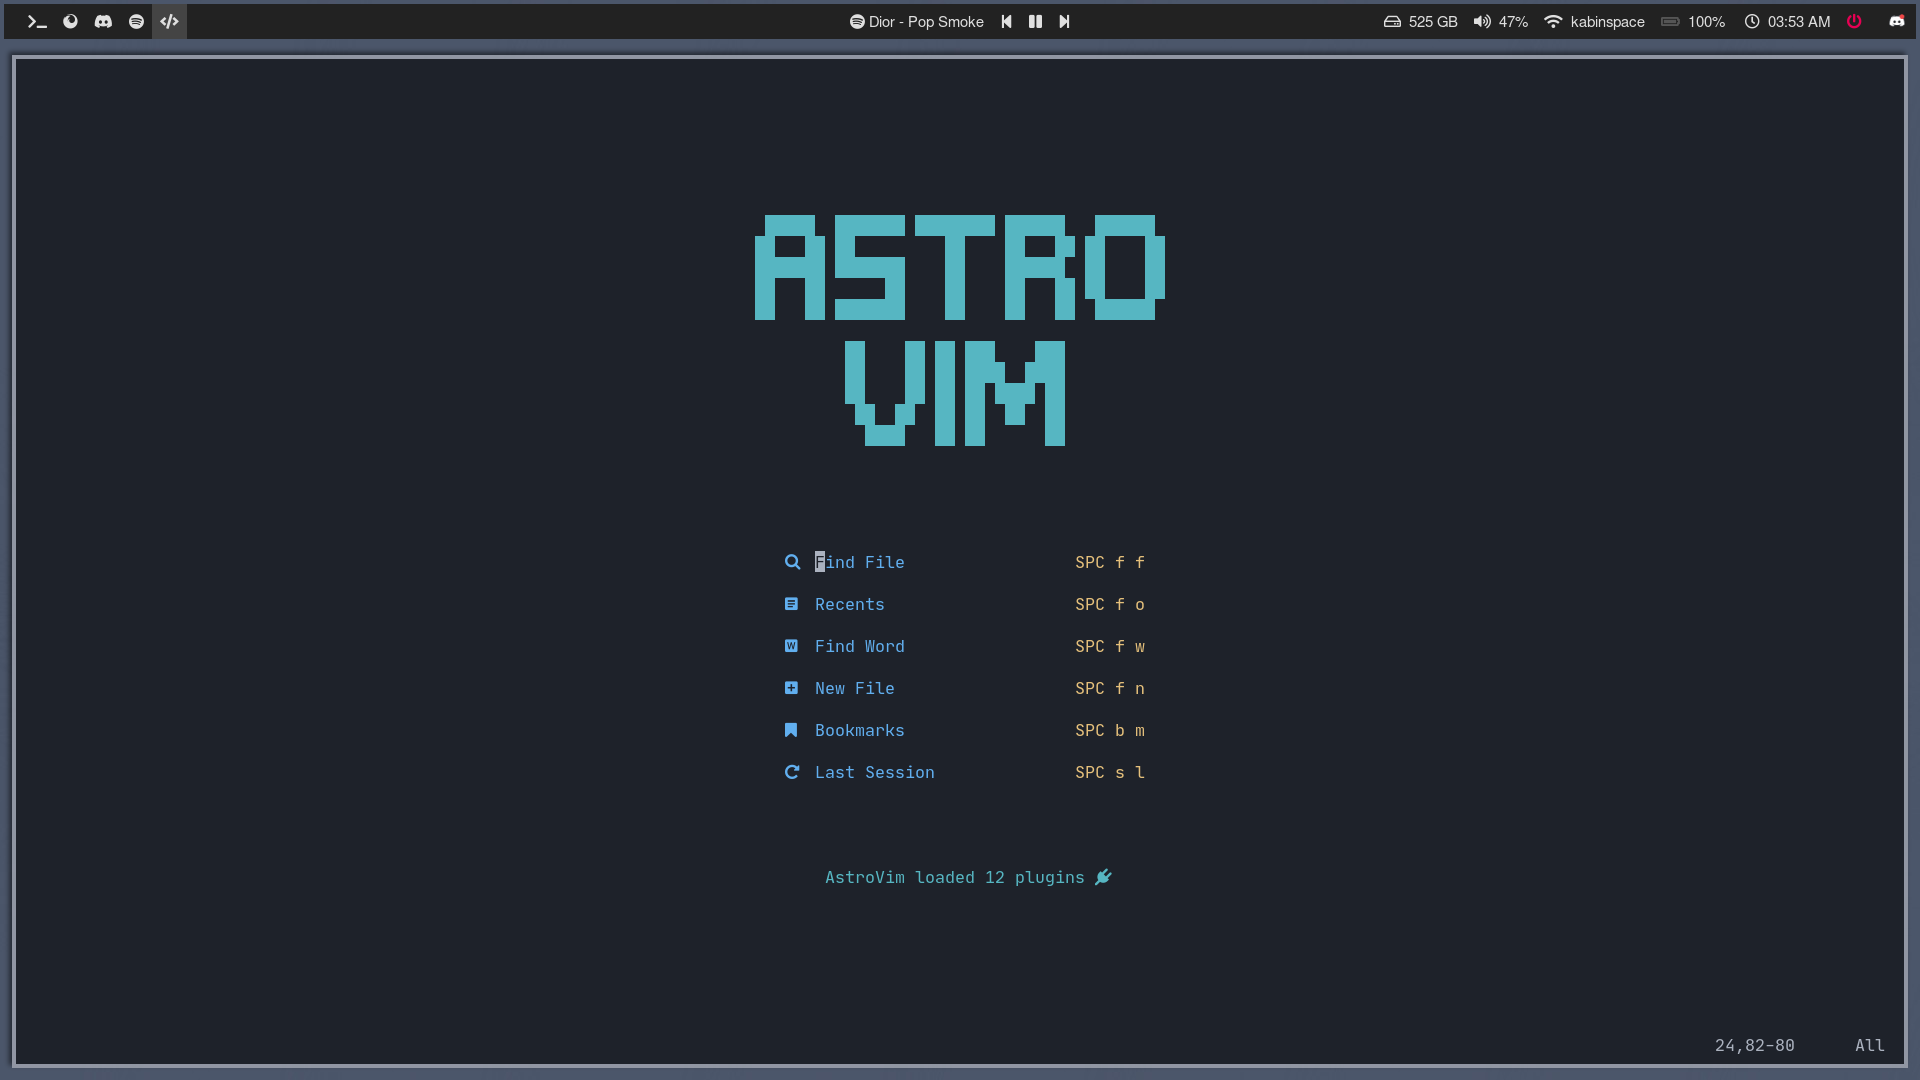 Dior - Pop Smoke
525 GB 47% kabinspace 100% 03:53 AM
ASTRO
VIM
Find File SPC f f
Recents SPC f o
Find Word SPC f w
New File SPC f n
Bookmarks SPC b m
Last Session SPC s l
AstroVim loaded 12 plugins
24,82-80 All